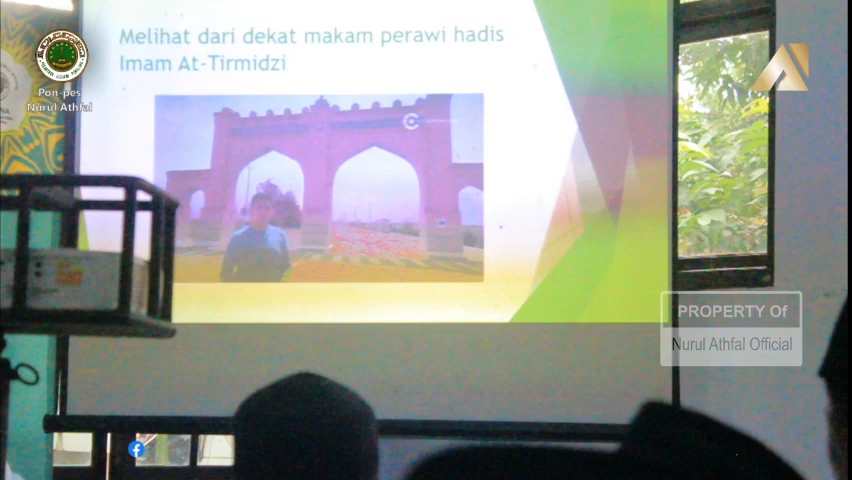 Melihat dari dekat makam perawi hadis
Imam At-Tirmidzi
Pon-pes
Nurul Athfal
PROPERTY Of
Nurul Athfal Official